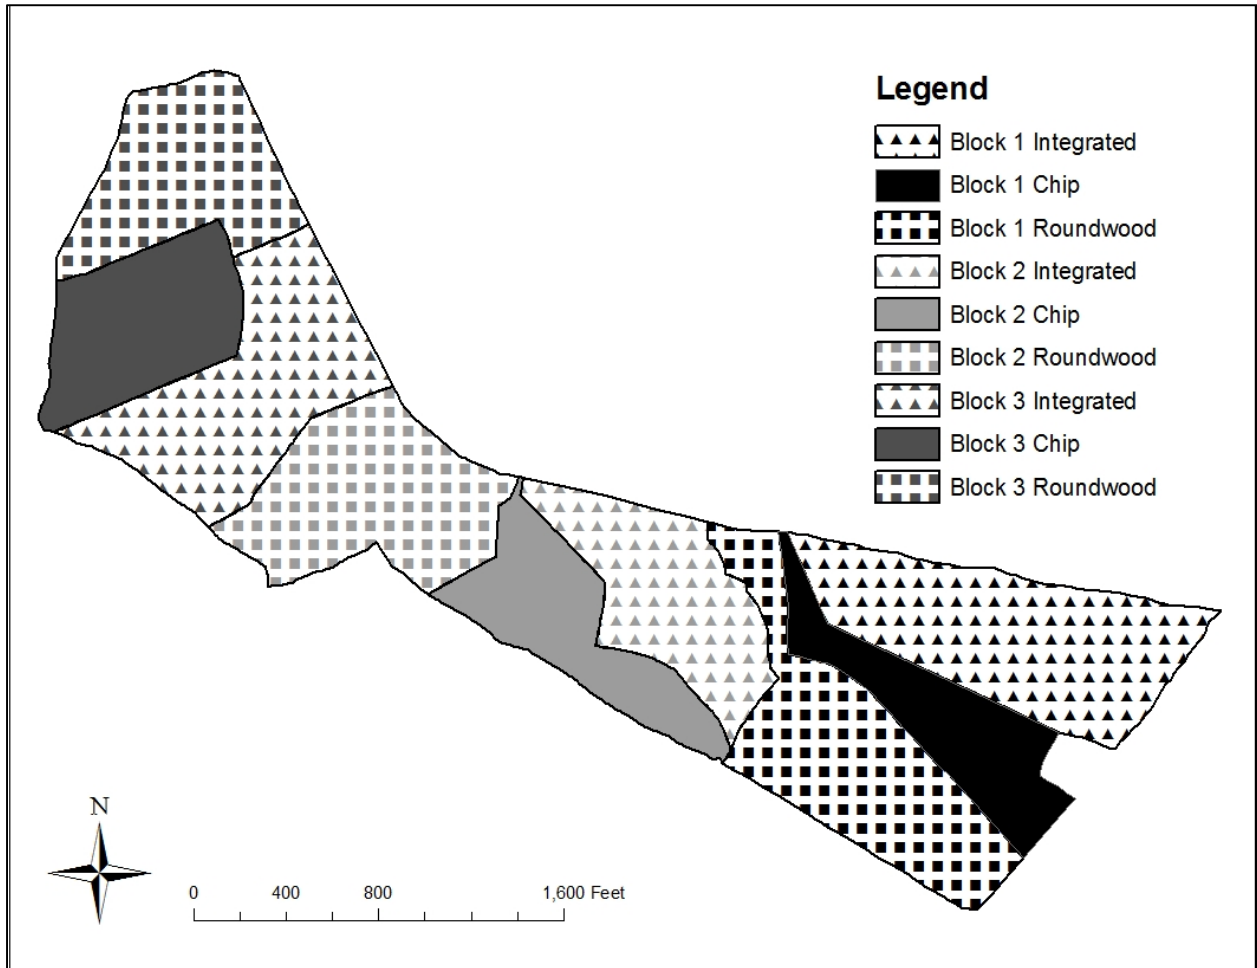 Legend
Block 1 Integrated
Block 1 Chip
Block 1 Roundwood
Block 2 Integrated
Block 2 Chip
Block 2 Roundwood
Block 3 Integrated
Block 3 Chip
Block 3 Roundwood
N
0 400 800 1,600 Feet